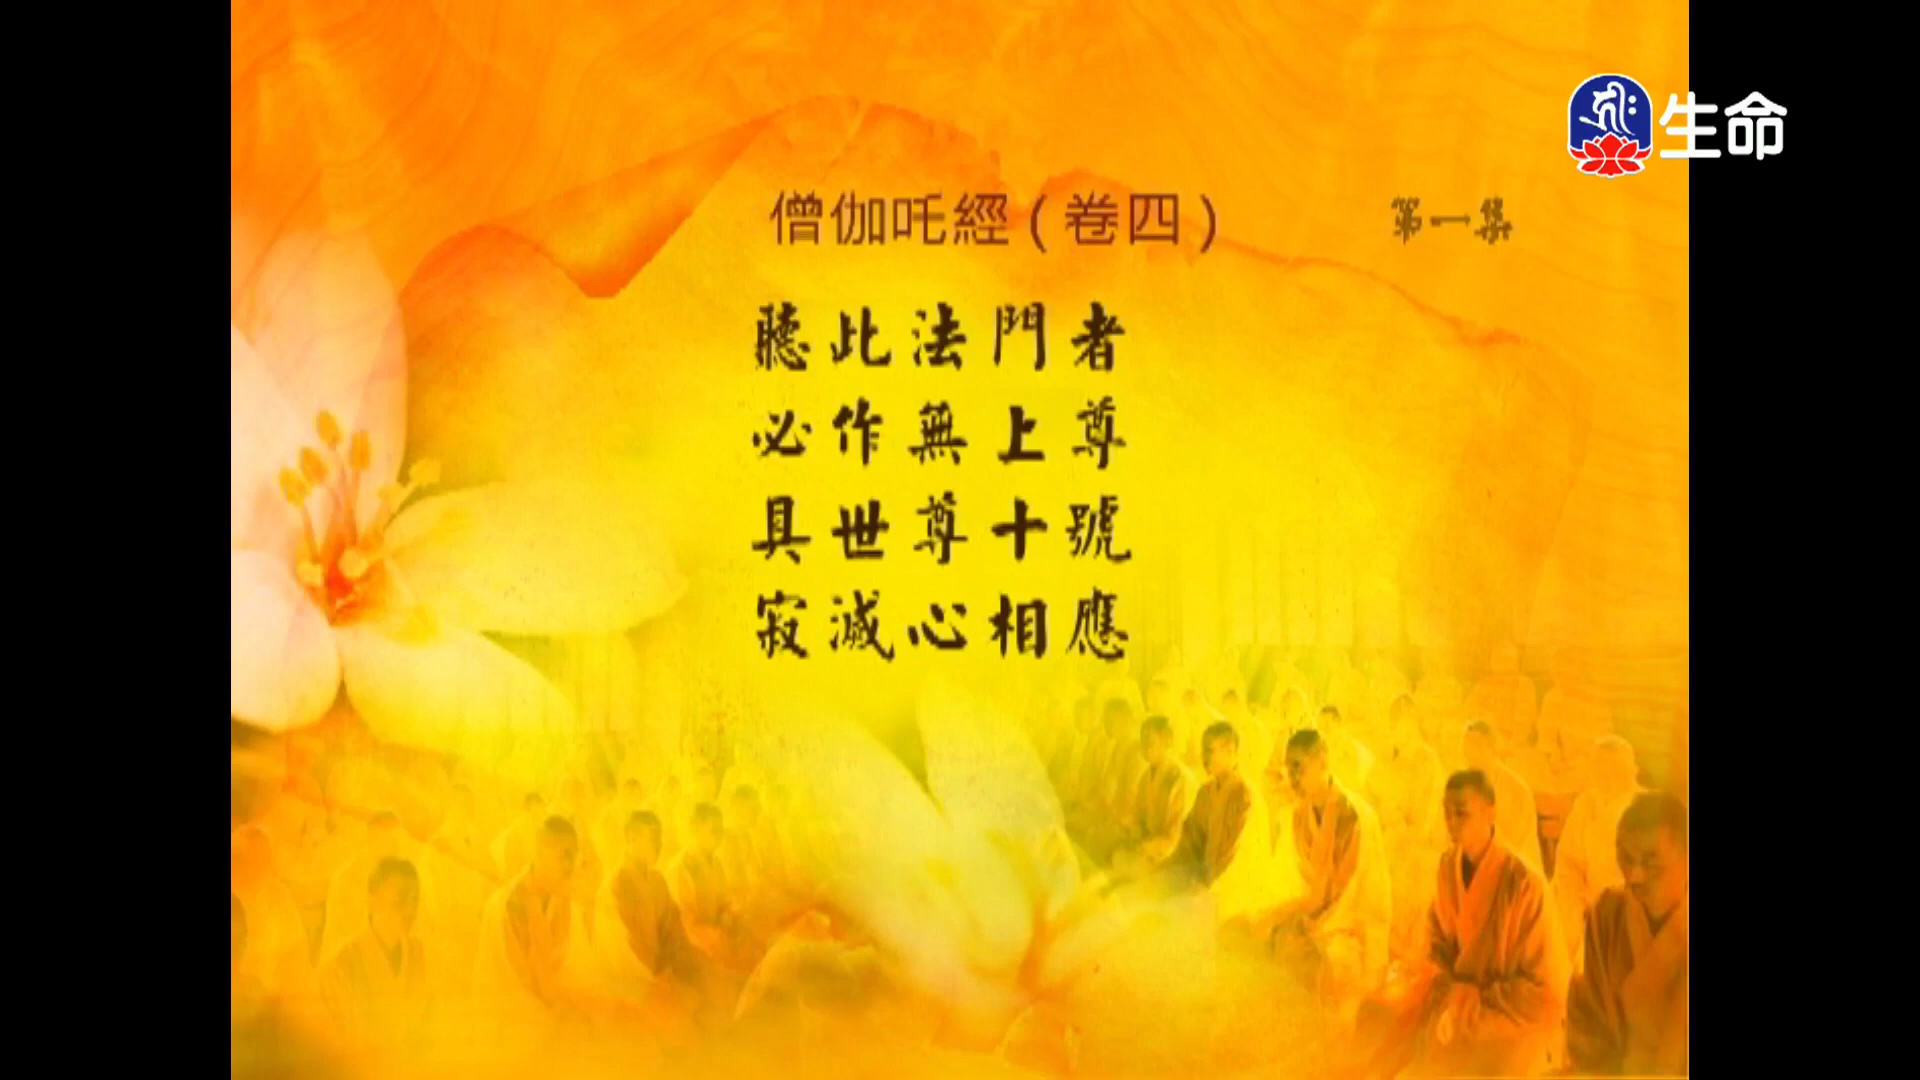 生命
僧伽吒經(卷四)
第一集
聽此法門者
必作無上尊
具世尊十號
寂滅心相應